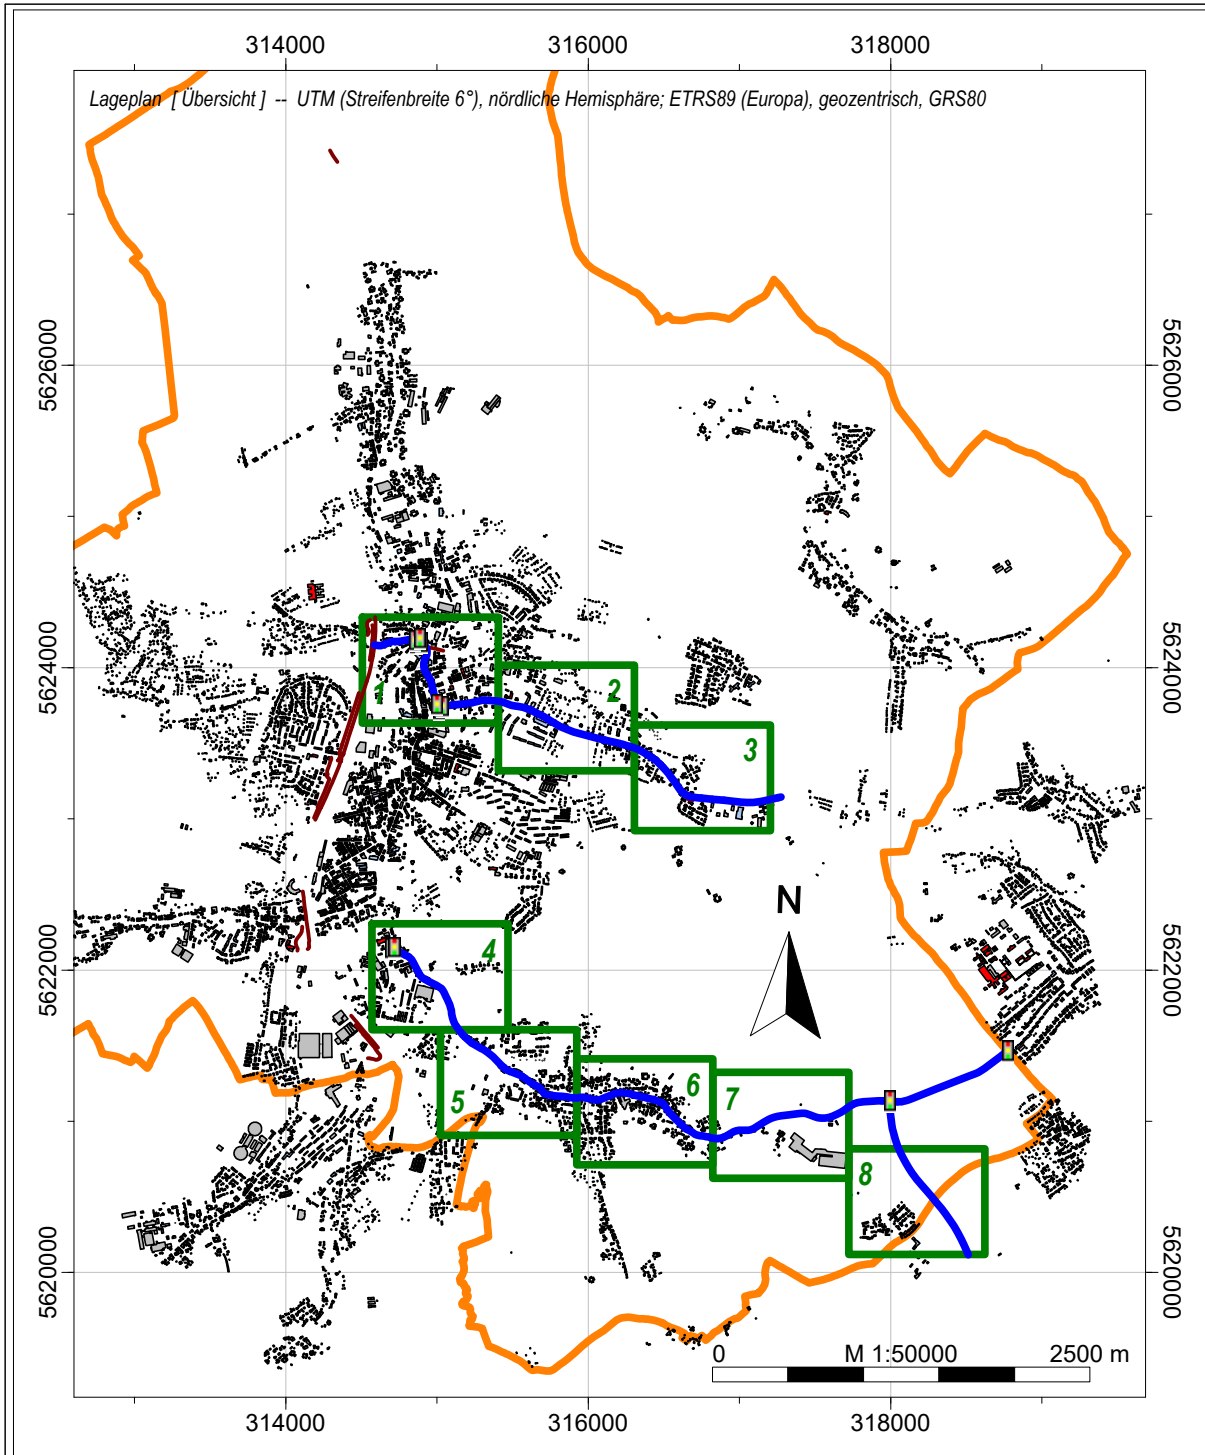 314000 316000 318000
Lageplan [ Übersicht ] -- UTM (Streifenbreite 6°), nördliche Hemisphäre; ETRS89 (Europa), geozentrisch, GRS80
5626000 5626000
5624000 5624000
1
2
3
N
4
5622000 5622000
5
6
7
8
5620000 5620000
0 M 1:50000 2500 m
314000 316000 318000